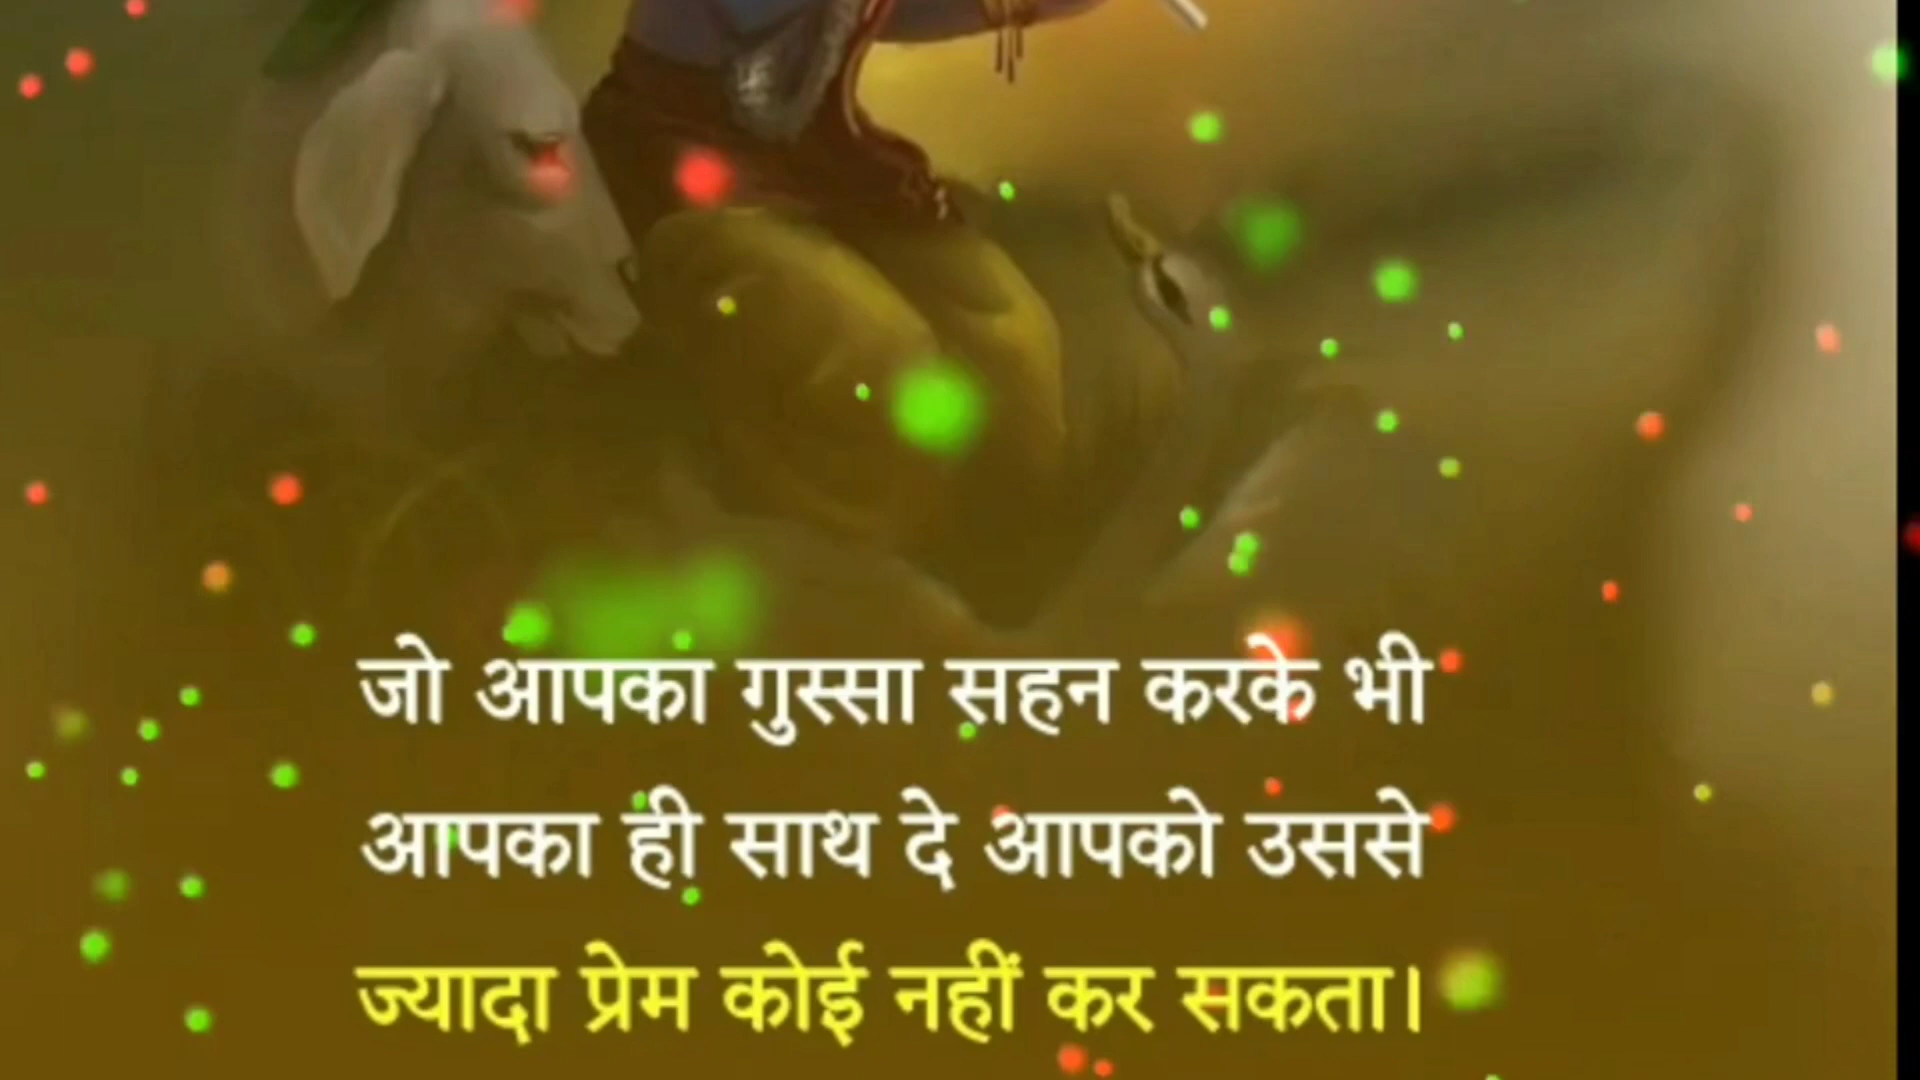 जो आपका गुस्सा सहन करके भी
आपका ही साथ दे आपको उससे
ज्यादा प्रेम कोई नहीं कर सकता।